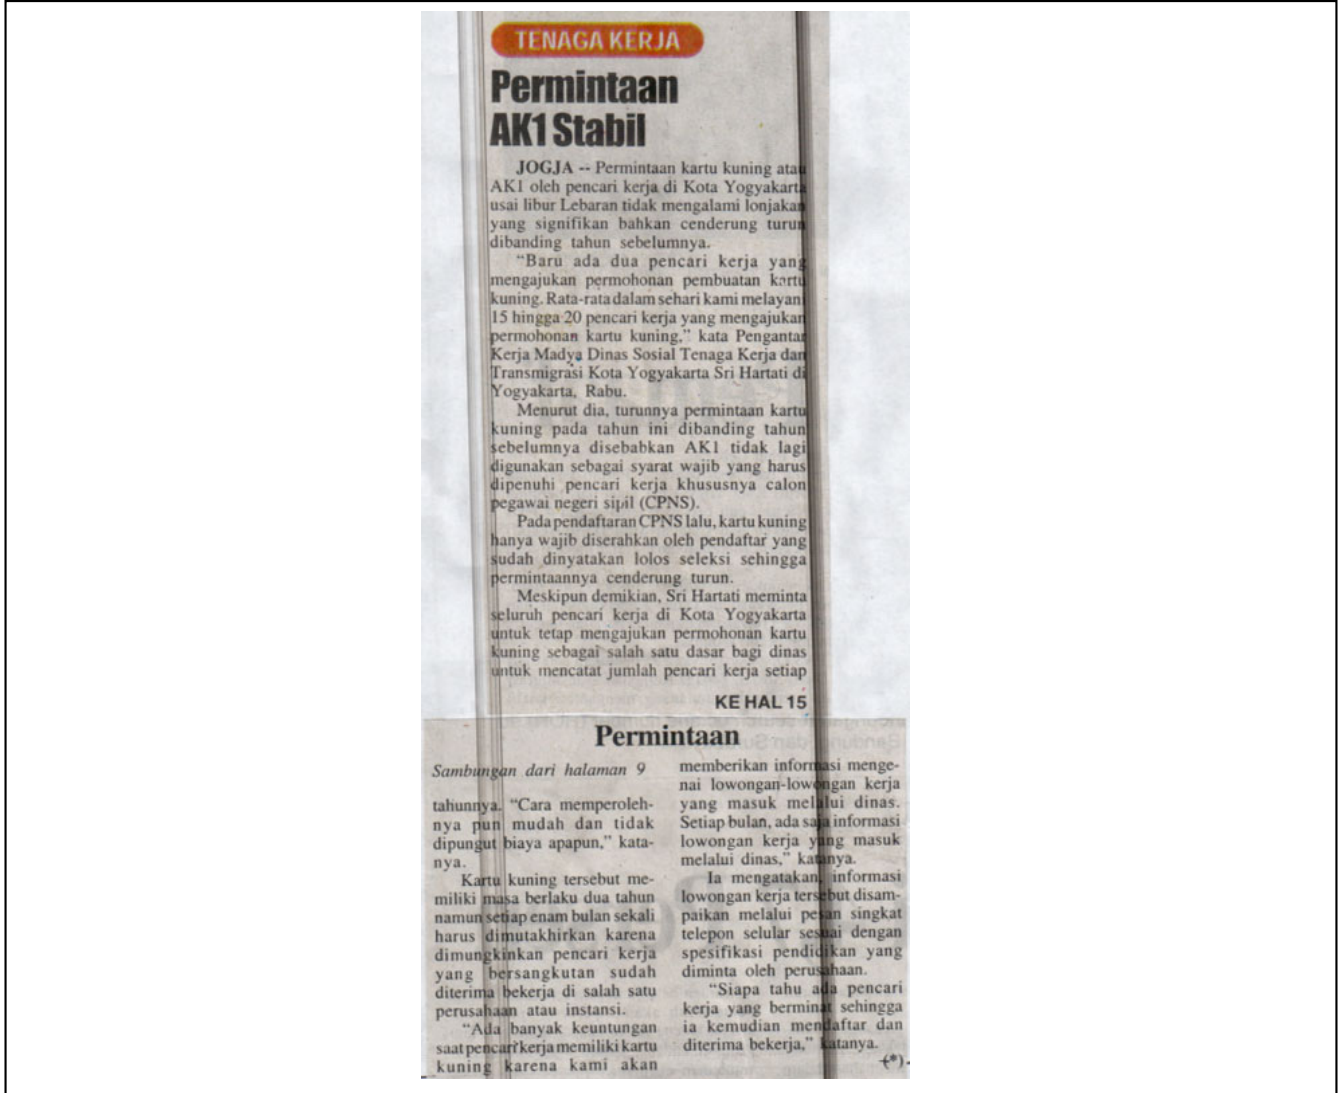 TENAGA KERJA
Permintaan
AK1 Stabil
JOGJA -- Permintaan kartu kuning atau
AK1 oleh pencari kerja di Kota Yogyakarta
usai libur Lebaran tidak mengalami lonjakan
yang signifikan bahkan cenderung turun
dibanding tahun sebelumnya.
"Baru ada dua pencari kerja yang
mengajukan permohonan pembuatan kartu
kuning. Rata-rata dalam sehari kami melayani
15 hingga 20 pencari kerja yang mengajukan
permohonan kartu kuning," kata Pengantar
Kerja Madya Dinas Sosial Tenaga Kerja dan
Transmigrasi Kota Yogyakarta Sri Hartati di
Yogyakarta, Rabu.
Menurut dia, turunnya permintaan kartu
kuning pada tahun ini dibanding tahun
sebelumnya disebabkan AK1 tidak lagi
digunakan sebagai syarat wajib yang harus
dipenuhi pencari kerja khususnya calon
pegawai negeri sipil (CPNS).
Pada pendaftaran CPNS lalu, kartu kuning
hanya wajib diserahkan oleh pendaftar yang
sudah dinyatakan lolos seleksi sehingga
permintaannya cenderung turun.
Meskipun demikian, Sri Hartati meminta
seluruh pencari kerja di Kota Yogyakarta
untuk tetap mengajukan permohonan kartu
kuning sebagai salah satu dasar bagi dinas
untuk mencatat jumlah pencari kerja setiap
KE HAL 15
Permintaan
Sambungan dari halaman 9
tahunnya. "Cara memperoleh-
nya pun mudah dan tidak
dipungut biaya apapun," kata-
nya.
Kartu kuning tersebut me-
miliki masa berlaku dua tahun
namun setiap enam bulan sekali
harus dimutakhirkan karena
dimungkinkan pencari kerja
yang bersangkutan sudah
diterima bekerja di salah satu
perusahaan atau instansi.
"Ada banyak keuntungan
saat pencari kerja memiliki kartu
kuning karena kami akan
memberikan informasi menge-
nai lowongan-lowongan kerja
yang masuk melalui dinas.
Setiap bulan, ada saja informasi
lowongan kerja yang masuk
melalui dinas," katanya.
Ia mengatakan, informasi
lowongan kerja tersebut disam-
paikan melalui pesan singkat
telepon selular sesuai dengan
spesifikasi pendidikan yang
diminta oleh perusahaan.
"Siapa tahu ada pencari
kerja yang berminat sehingga
ia kemudian mendaftar dan
diterima bekerja," katanya.
(*)